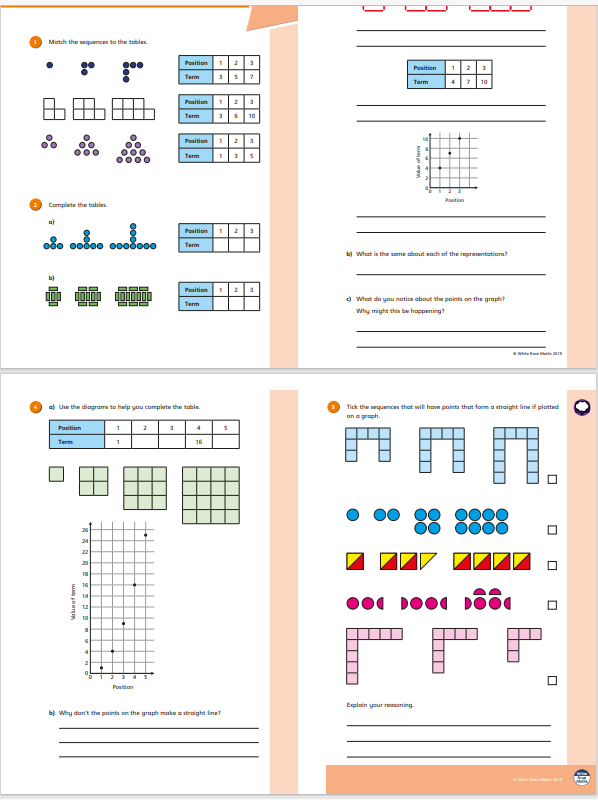 1 Match the sequences to the tables.
Position 1 2 3
Term 3 5 7
Position 1 2 3
Term 3 6 10
Position 1 2 3
Term 1 3 5
2 Complete the tables.
a)
Position 1 2 3
Term
b)
Position 1 2 3
Term
Position 1 2 3
Term 4 7 10
Value of term
10
8
6
4
2
0
0 1 2 3
Position
b) What is the same about each of the representations?
c) What do you notice about the points on the graph?
Why might this be happening?
© White Rose Maths 2019
4 a) Use the diagrams to help you complete the table.
Position 1 2 3 4 5
Term 1 16
Value of term
26
24
22
20
18
16
14
12
10
8
6
4
2
0
0 1 2 3 4 5
Position
b) Why don't the points on the graph make a straight line?
5 Tick the sequences that will have points that form a straight line if plotted
on a graph.
Explain your reasoning.
© White Rose Maths 2019
White
Rose
Maths